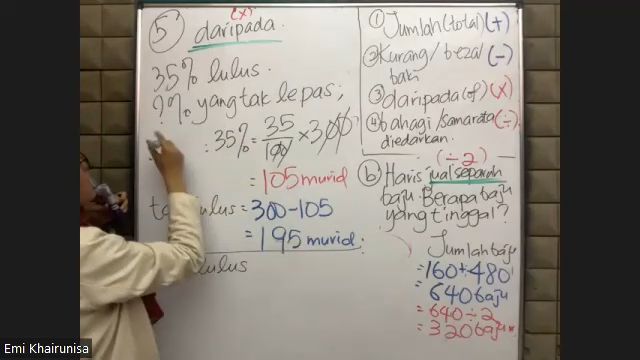 ⑤ daripada.
(x)
35% lulus.
?% yang tak lepas;
: 35% = 35/100 × 300
= 105 murid
lulus = 300 - 105
= 195 murid.
lulus
① Jumlah (total) (+)
② Kurang / beza / baki (-)
③ daripada (of) (x)
④ bahagi / samarata (÷)
diedarkan.
(÷ 2)
ⓑ Haris jual separoh
baju. Berapa baju
yang tinggal?
Jumlah baju
= 160 + 480
= 640 baju
= 640 ÷ 2
= 320 baju
Emi Khairunisa